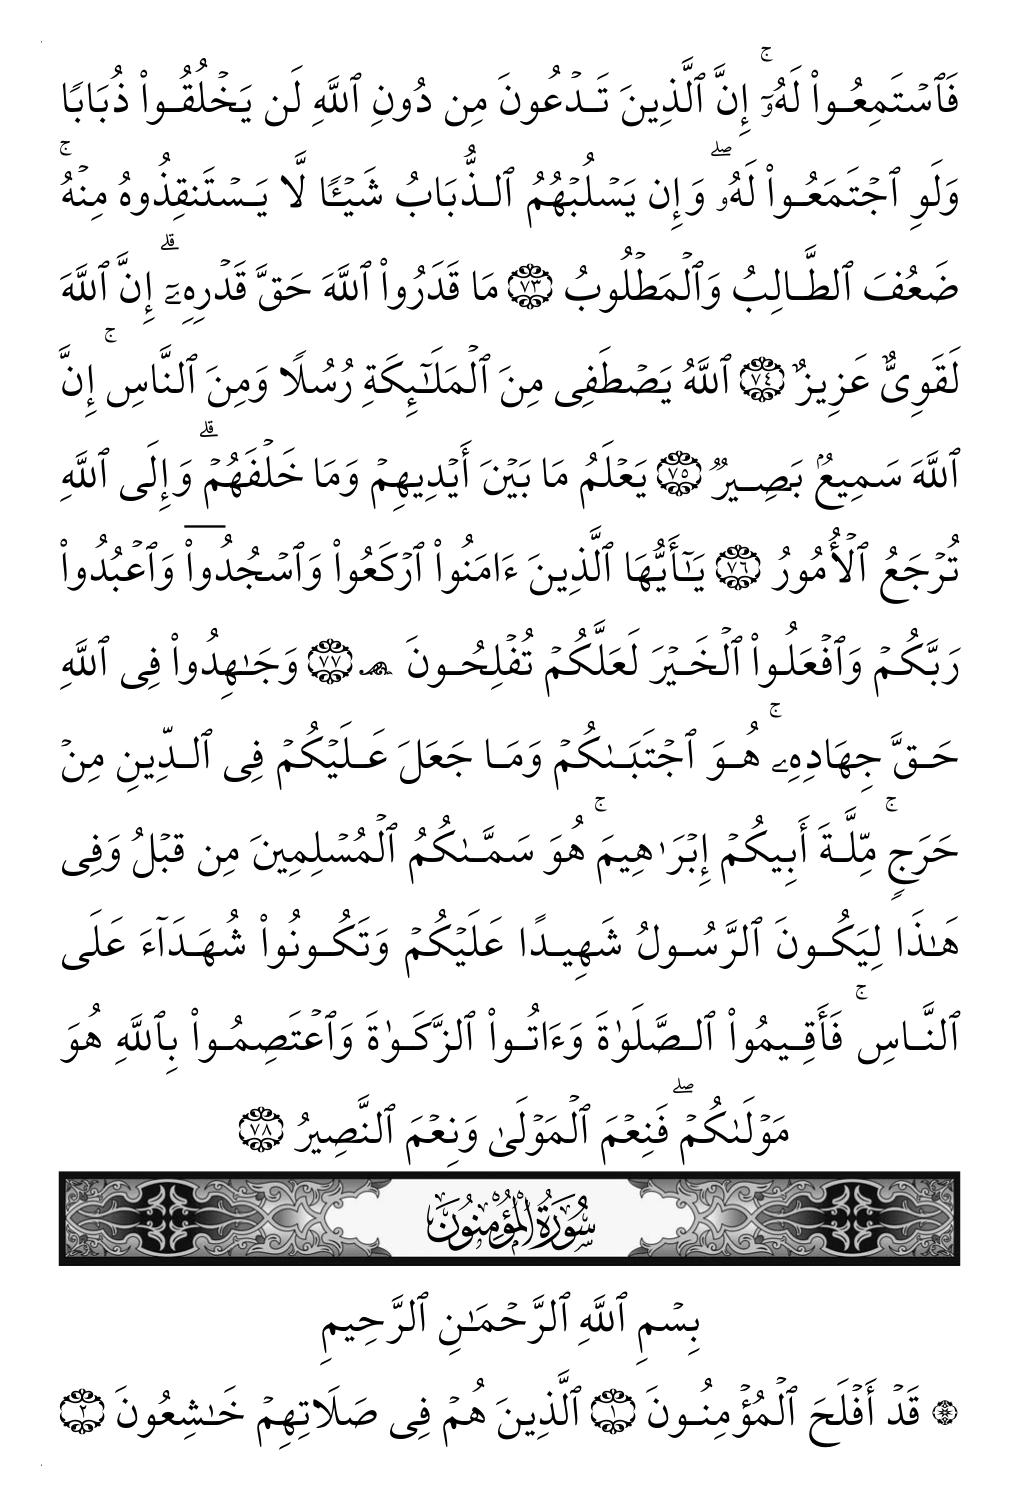 فَٱسۡتَمِعُواْ لَهُۥٓۚ إِنَّ ٱلَّذِينَ تَدۡعُونَ مِن دُونِ ٱللَّهِ لَن يَخۡلُقُواْ ذُبَابٗا
وَلَوِ ٱجۡتَمَعُواْ لَهُۥۖ وَإِن يَسۡلُبۡهُمُ ٱلذُّبَابُ شَيۡـٔٗا لَّا يَسۡتَنقِذُوهُ مِنۡهُۚ
ضَعُفَ ٱلطَّالِبُ وَٱلۡمَطۡلُوبُ ٧٣ مَا قَدَرُواْ ٱللَّهَ حَقَّ قَدۡرِهِۦٓۗ إِنَّ ٱللَّهَ
لَقَوِيٌّ عَزِيزٌ ٧٤ ٱللَّهُ يَصۡطَفِي مِنَ ٱلۡمَلَٰٓئِكَةِ رُسُلٗا وَمِنَ ٱلنَّاسِۚ إِنَّ
ٱللَّهَ سَمِيعُۢ بَصِيرٞ ٧٥ يَعۡلَمُ مَا بَيۡنَ أَيۡدِيهِمۡ وَمَا خَلۡفَهُمۡۚ وَإِلَى ٱللَّهِ
تُرۡجَعُ ٱلۡأُمُورُ ٧٦ يَٰٓأَيُّهَا ٱلَّذِينَ ءَامَنُواْ ٱرۡكَعُواْ وَٱسۡجُدُواْۤ وَٱعۡبُدُواْ
رَبَّكُمۡ وَٱفۡعَلُواْ ٱلۡخَيۡرَ لَعَلَّكُمۡ تُفۡلِحُونَ ۩ ٧٧ وَجَٰهِدُواْ فِي ٱللَّهِ
حَقَّ جِهَادِهِۦۚ هُوَ ٱجۡتَبَىٰكُمۡ وَمَا جَعَلَ عَلَيۡكُمۡ فِي ٱلدِّينِ مِنۡ
حَرَجٖۚ مِّلَّةَ أَبِيكُمۡ إِبۡرَٰهِيمَۚ هُوَ سَمَّىٰكُمُ ٱلۡمُسۡلِمِينَ مِن قَبۡلُ وَفِي
هَٰذَا لِيَكُونَ ٱلرَّسُولُ شَهِيدًا عَلَيۡكُمۡ وَتَكُونُواْ شُهَدَآءَ عَلَى
ٱلنَّاسِۚ فَأَقِيمُواْ ٱلصَّلَوٰةَ وَءَاتُواْ ٱلزَّكَوٰةَ وَٱعۡتَصِمُواْ بِٱللَّهِ هُوَ
مَوۡلَىٰكُمۡۖ فَنِعۡمَ ٱلۡمَوۡلَىٰ وَنِعۡمَ ٱلنَّصِيرُ ٧٨
سُورَةُ المُؤۡمِنُونَ
بِسۡمِ ٱللَّهِ ٱلرَّحۡمَٰنِ ٱلرَّحِيمِ
۞ قَدۡ أَفۡلَحَ ٱلۡمُؤۡمِنُونَ ١ ٱلَّذِينَ هُمۡ فِي صَلَاتِهِمۡ خَٰشِعُونَ ٢